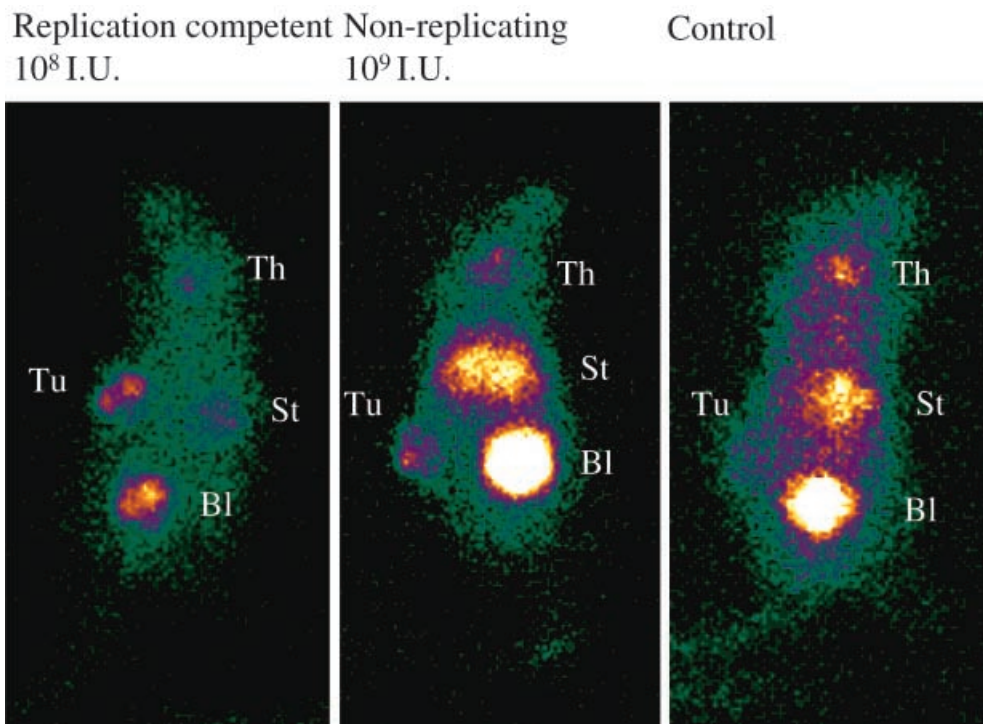 Replication competent
10⁸ I.U.
Non-replicating
10⁹ I.U.
Control
Th
Tu
St
Bl
Th
St
Tu
Bl
Th
Tu
St
Bl